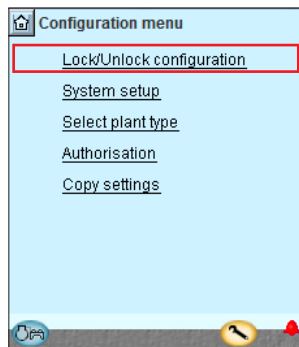 Configuration menu
Lock/Unlock configuration
System setup
Select plant type
Authorisation
Copy settings